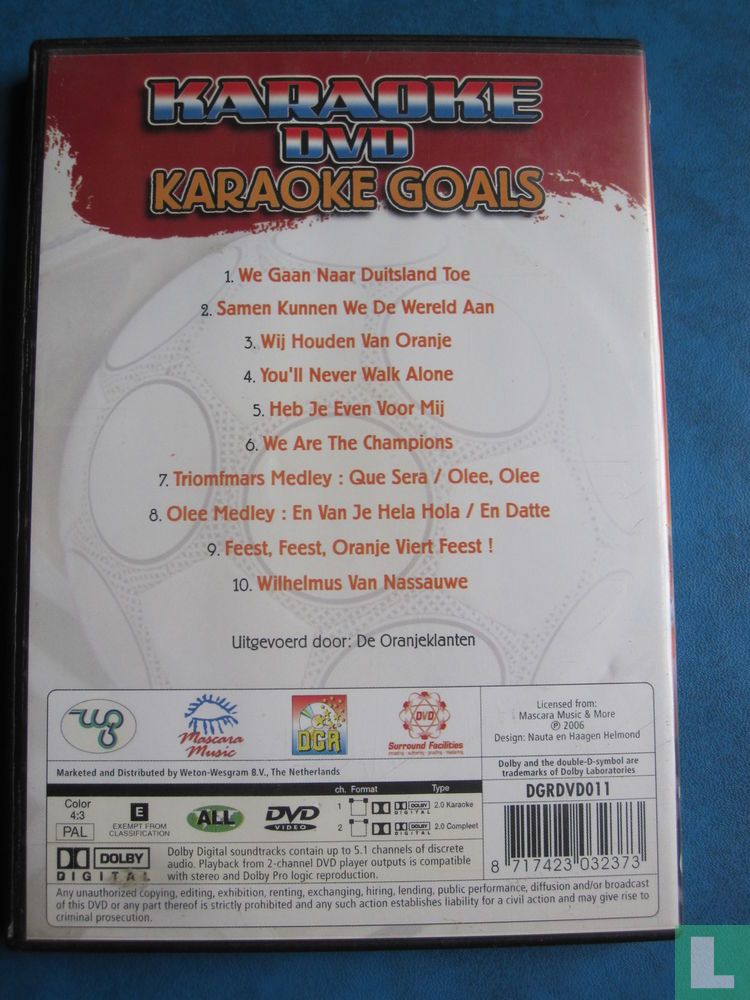 KARAOKE
DVD
KARAOKE GOALS
1. We Gaan Naar Duitsland Toe
2. Samen Kunnen We De Wereld Aan
3. Wij Houden Van Oranje
4. You'll Never Walk Alone
5. Heb Je Even Voor Mij
6. We Are The Champions
7. Triomfmars Medley : Que Sera / Olee, Olee
8. Olee Medley : En Van Je Hela Hola / En Datte
9. Feest, Feest, Oranje Viert Feest !
10. Wilhelmus Van Nassauwe
Uitgevoerd door: De Oranjeklanten
Mascara
Music
DGR
DVD
Surround Facilities
Licensed from:
Mascara Music & More
℗ 2006
Design: Nauta en Haagen Helmond
Marketed and Distributed by Weton-Wesgram B.V., The Netherlands
Dolby and the double-D-symbol are
trademarks of Dolby Laboratories
Color
4:3
PAL
E
EXEMPT FROM
CLASSIFICATION
ALL
DVD
VIDEO
ch. Format Type
1 DOLBY DIGITAL 2.0 Karaoke
2 DOLBY DIGITAL 2.0 Compleet
DGRDVD011
8 717423 032373
DOLBY
DIGITAL
Dolby Digital soundtracks contain up to 5.1 channels of discrete
audio. Playback from 2-channel DVD player outputs is compatible
with stereo and Dolby Pro logic reproduction.
Any unauthorized copying, editing, exhibition, renting, exchanging, hiring, lending, public performance, diffusion and/or broadcast
of this DVD or any part thereof is strictly prohibited and any such action establishes liability for a civil action and may give rise to
criminal prosecution.
L